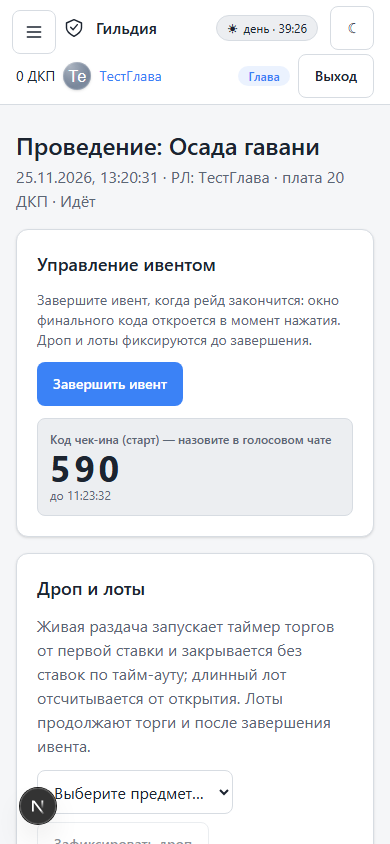 Гильдия
день · 39:26
0 ДКП
Te
ТестГлава
Глава
Выход
Проведение: Осада гавани
25.11.2026, 13:20:31 · РЛ: ТестГлава · плата 20
ДКП · Идёт
Управление ивентом
Завершите ивент, когда рейд закончится: окно
финального кода откроется в момент нажатия.
Дроп и лоты фиксируются до завершения.
Завершить ивент
Код чек-ина (старт) — назовите в голосовом чате
590
до 11:23:32
Дроп и лоты
Живая раздача запускает таймер торгов
от первой ставки и закрывается без
ставок по тайм-ауту; длинный лот
отсчитывается от открытия. Лоты
продолжают торги и после завершения
ивента.
Выберите предмет...
N
Зафиксировать дроп